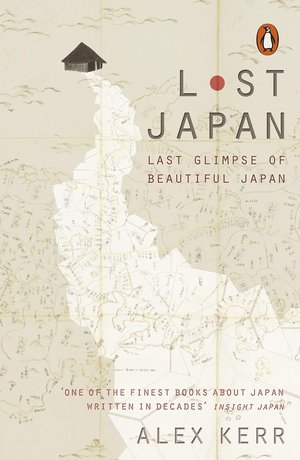 LOST
JAPAN
LAST GLIMPSE OF
BEAUTIFUL JAPAN
'ONE OF THE FINEST BOOKS ABOUT JAPAN
WRITTEN IN DECADES' INSIGHT JAPAN
ALEX KERR